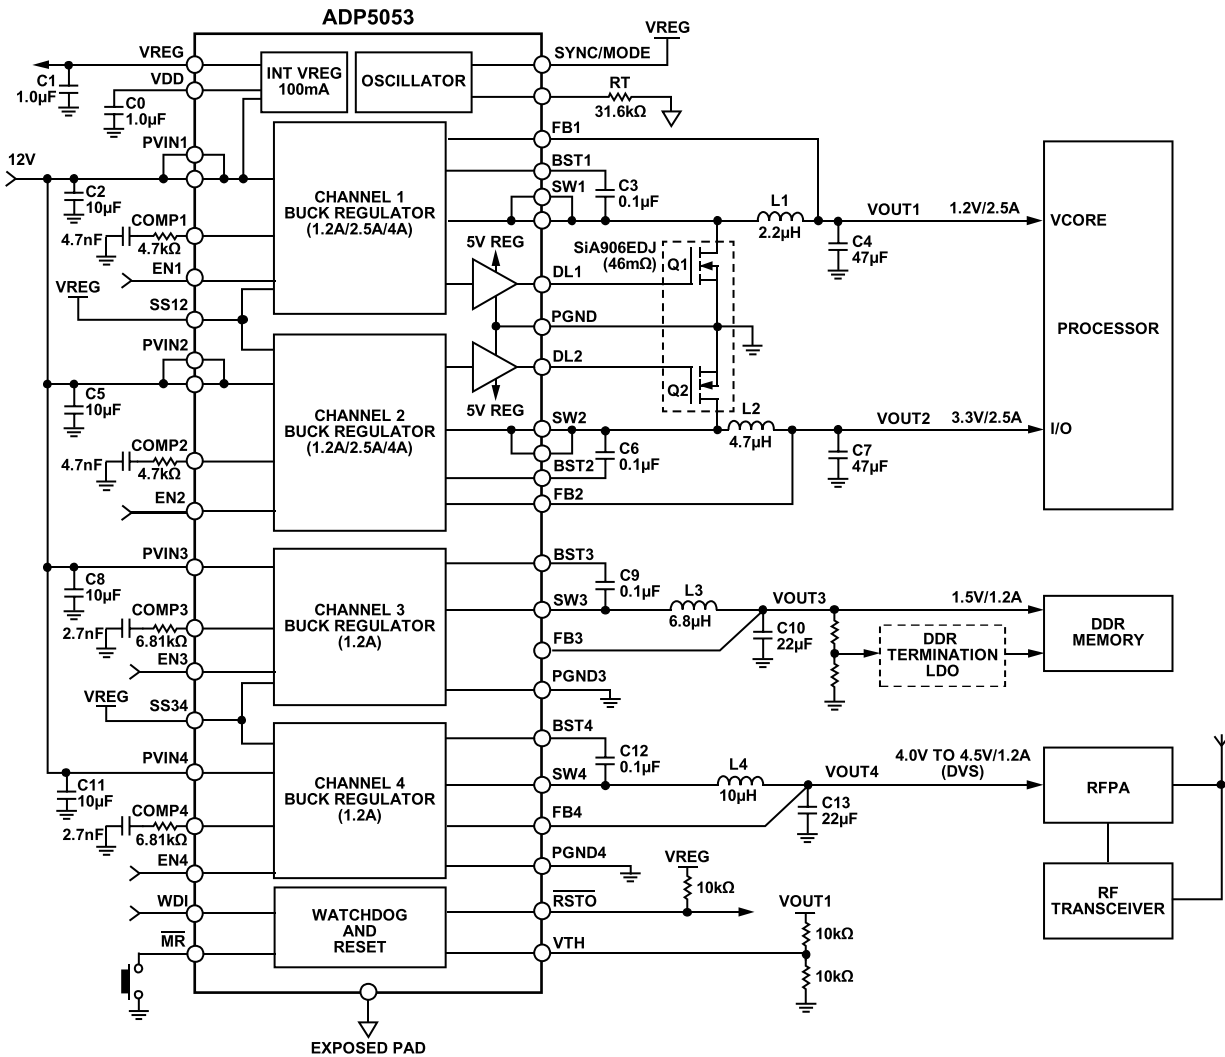 ADP5053
VREG
C1
1.0µF
VDD
C0
1.0µF
INT VREG
100mA
OSCILLATOR
SYNC/MODE
VREG
RT
31.6kΩ
12V
PVIN1
C2
10µF
COMP1
4.7nF
4.7kΩ
EN1
VREG
SS12
CHANNEL 1
BUCK REGULATOR
(1.2A/2.5A/4A)
FB1
BST1
C3
0.1µF
SW1
L1
2.2µH
VOUT1
1.2V/2.5A
C4
47µF
5V REG
SiA906EDJ
(46mΩ)
Q1
DL1
PGND
DL2
Q2
5V REG
PVIN2
C5
10µF
COMP2
4.7nF
4.7kΩ
EN2
CHANNEL 2
BUCK REGULATOR
(1.2A/2.5A/4A)
SW2
L2
4.7µH
VOUT2
3.3V/2.5A
C6
0.1µF
C7
47µF
BST2
FB2
VCORE
PROCESSOR
I/O
PVIN3
C8
10µF
COMP3
2.7nF
6.81kΩ
EN3
VREG
SS34
CHANNEL 3
BUCK REGULATOR
(1.2A)
BST3
C9
0.1µF
SW3
L3
6.8µH
VOUT3
1.5V/1.2A
C10
22µF
FB3
PGND3
DDR
TERMINATION
LDO
DDR
MEMORY
PVIN4
C11
10µF
COMP4
2.7nF
6.81kΩ
EN4
CHANNEL 4
BUCK REGULATOR
(1.2A)
BST4
C12
0.1µF
SW4
L4
10µH
VOUT4
4.0V TO 4.5V/1.2A
(DVS)
C13
22µF
FB4
PGND4
RFPA
RF
TRANSCEIVER
WDI
MR
WATCHDOG
AND
RESET
RSTO
VREG
10kΩ
VTH
VOUT1
10kΩ
10kΩ
EXPOSED PAD